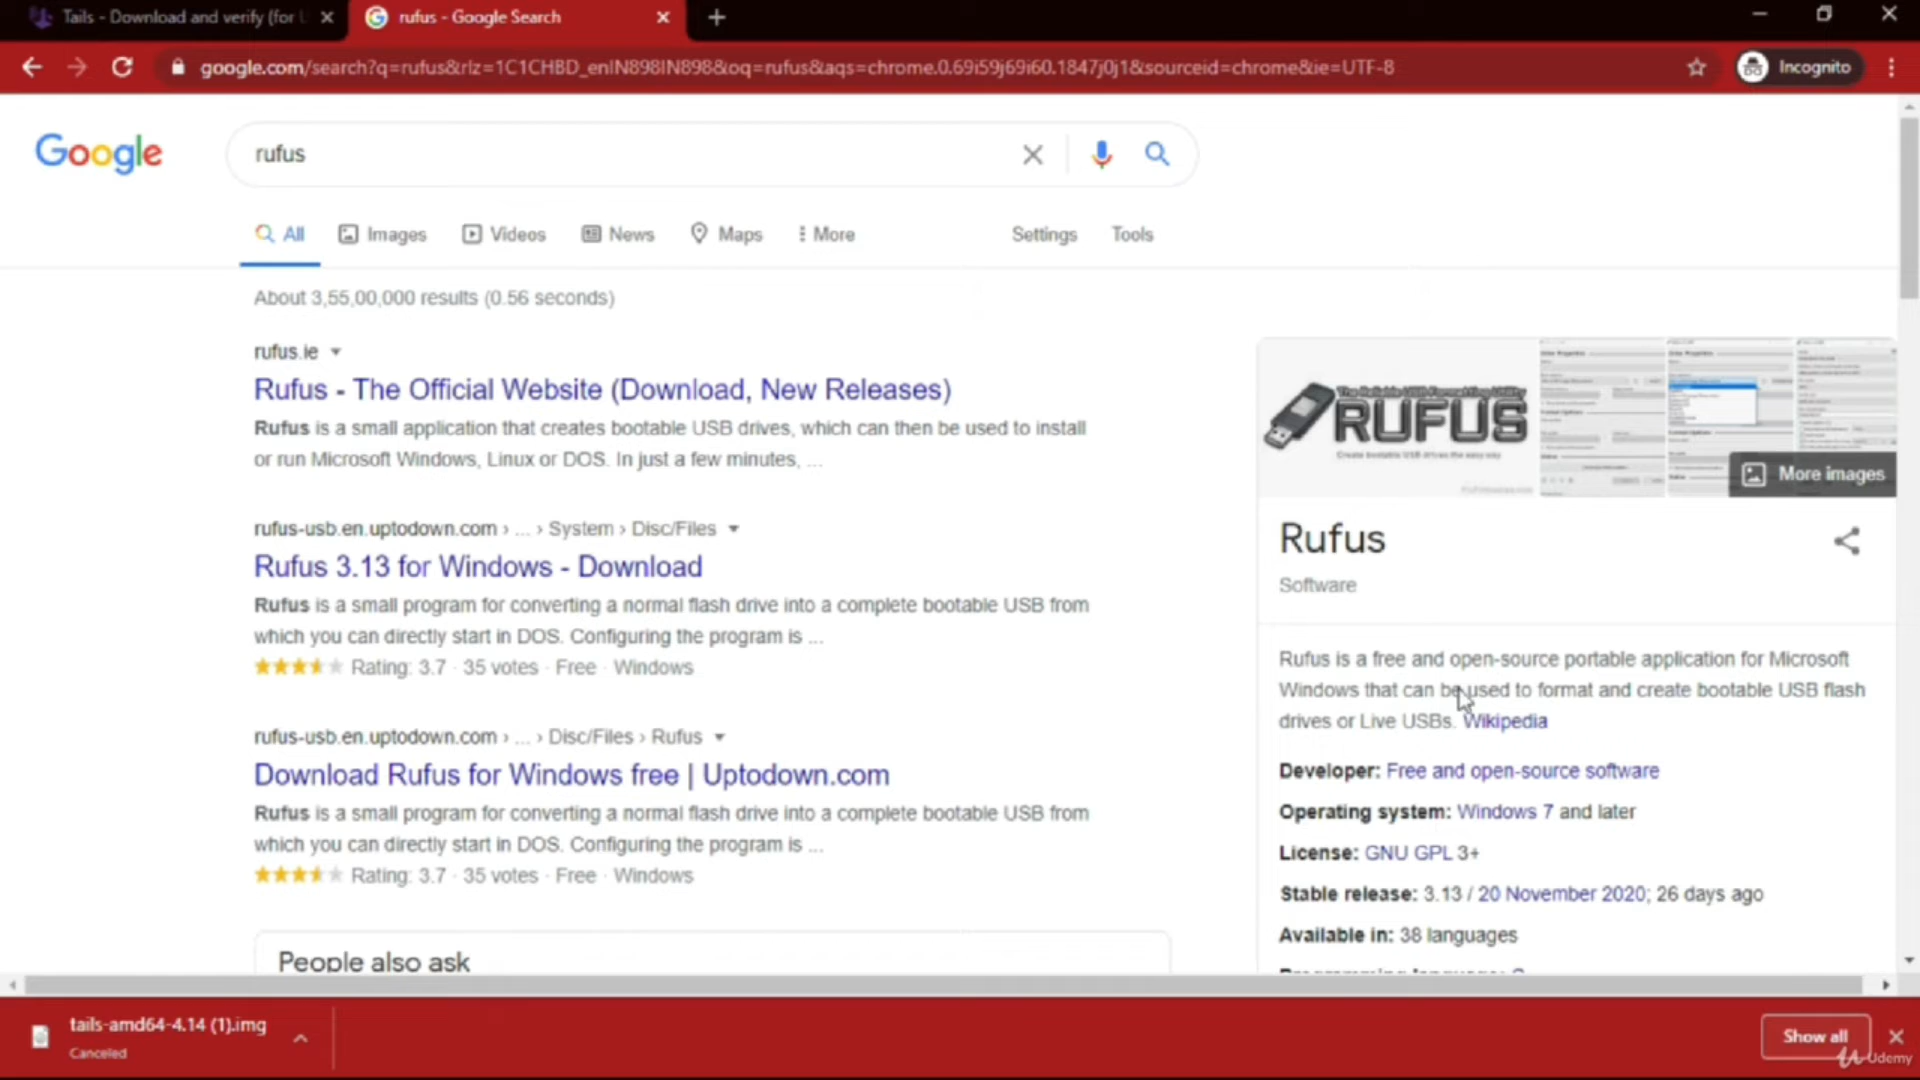 Tails - Download and verify (for U
rufus - Google Search
google.com/search?q=rufus&rlz=1C1CHBD_enIN898IN898&oq=rufus&aqs=chrome.0.69i59j69i60.1847j0j1&sourceid=chrome&ie=UTF-8
Incognito
Google
rufus
All
Images
Videos
News
Maps
More
Settings
Tools
About 3,55,00,000 results (0.56 seconds)
rufus.ie
Rufus - The Official Website (Download, New Releases)
Rufus is a small application that creates bootable USB drives, which can then be used to install
or run Microsoft Windows, Linux or DOS. In just a few minutes, ...
rufus-usb.en.uptodown.com › ... › System › Disc/Files
Rufus 3.13 for Windows - Download
Rufus is a small program for converting a normal flash drive into a complete bootable USB from
which you can directly start in DOS. Configuring the program is ...
Rating: 3.7 · 35 votes · Free · Windows
rufus-usb.en.uptodown.com › ... › Disc/Files › Rufus
Download Rufus for Windows free | Uptodown.com
Rufus is a small program for converting a normal flash drive into a complete bootable USB from
which you can directly start in DOS. Configuring the program is ...
Rating: 3.7 · 35 votes · Free · Windows
People also ask
The Reliable USB Formatting Utility
RUFUS
Create bootable USB drives the easy way
More images
Rufus
Software
Rufus is a free and open-source portable application for Microsoft
Windows that can be used to format and create bootable USB flash
drives or Live USBs. Wikipedia
Developer: Free and open-source software
Operating system: Windows 7 and later
License: GNU GPL 3+
Stable release: 3.13 / 20 November 2020; 26 days ago
Available in: 38 languages
tails-amd64-4.14 (1).img
Canceled
Show all
Udemy